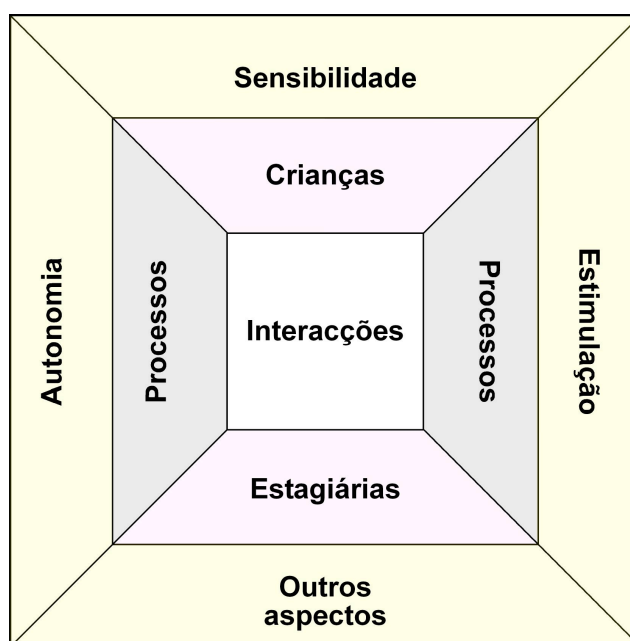 Sensibilidade
Crianças
Autonomia
Processos
Interacções
Processos
Estimulação
Estagiárias
Outros
aspectos